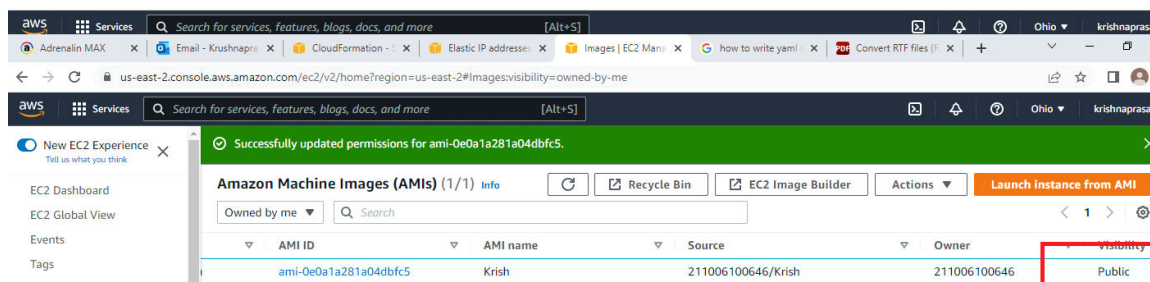 aws Services Search for services, features, blogs, docs, and more [Alt+S] Ohio krishnapras
Adrenalin MAX Email - Krushnapra CloudFormation - S Elastic IP addresses Images | EC2 Mana how to write yaml s PDF Convert RTF files (R
us-east-2.console.aws.amazon.com/ec2/v2/home?region=us-east-2#Images:visibility=owned-by-me
aws Services Search for services, features, blogs, docs, and more [Alt+S] Ohio krishnaprasa
New EC2 Experience
Tell us what you think
Successfully updated permissions for ami-0e0a1a281a04dbfc5.
EC2 Dashboard
EC2 Global View
Events
Tags
Amazon Machine Images (AMIs) (1/1) Info Recycle Bin EC2 Image Builder Actions Launch instance from AMI
Owned by me Search 1
AMI ID AMI name Source Owner Visibility
ami-0e0a1a281a04dbfc5 Krish 211006100646/Krish 211006100646 Public